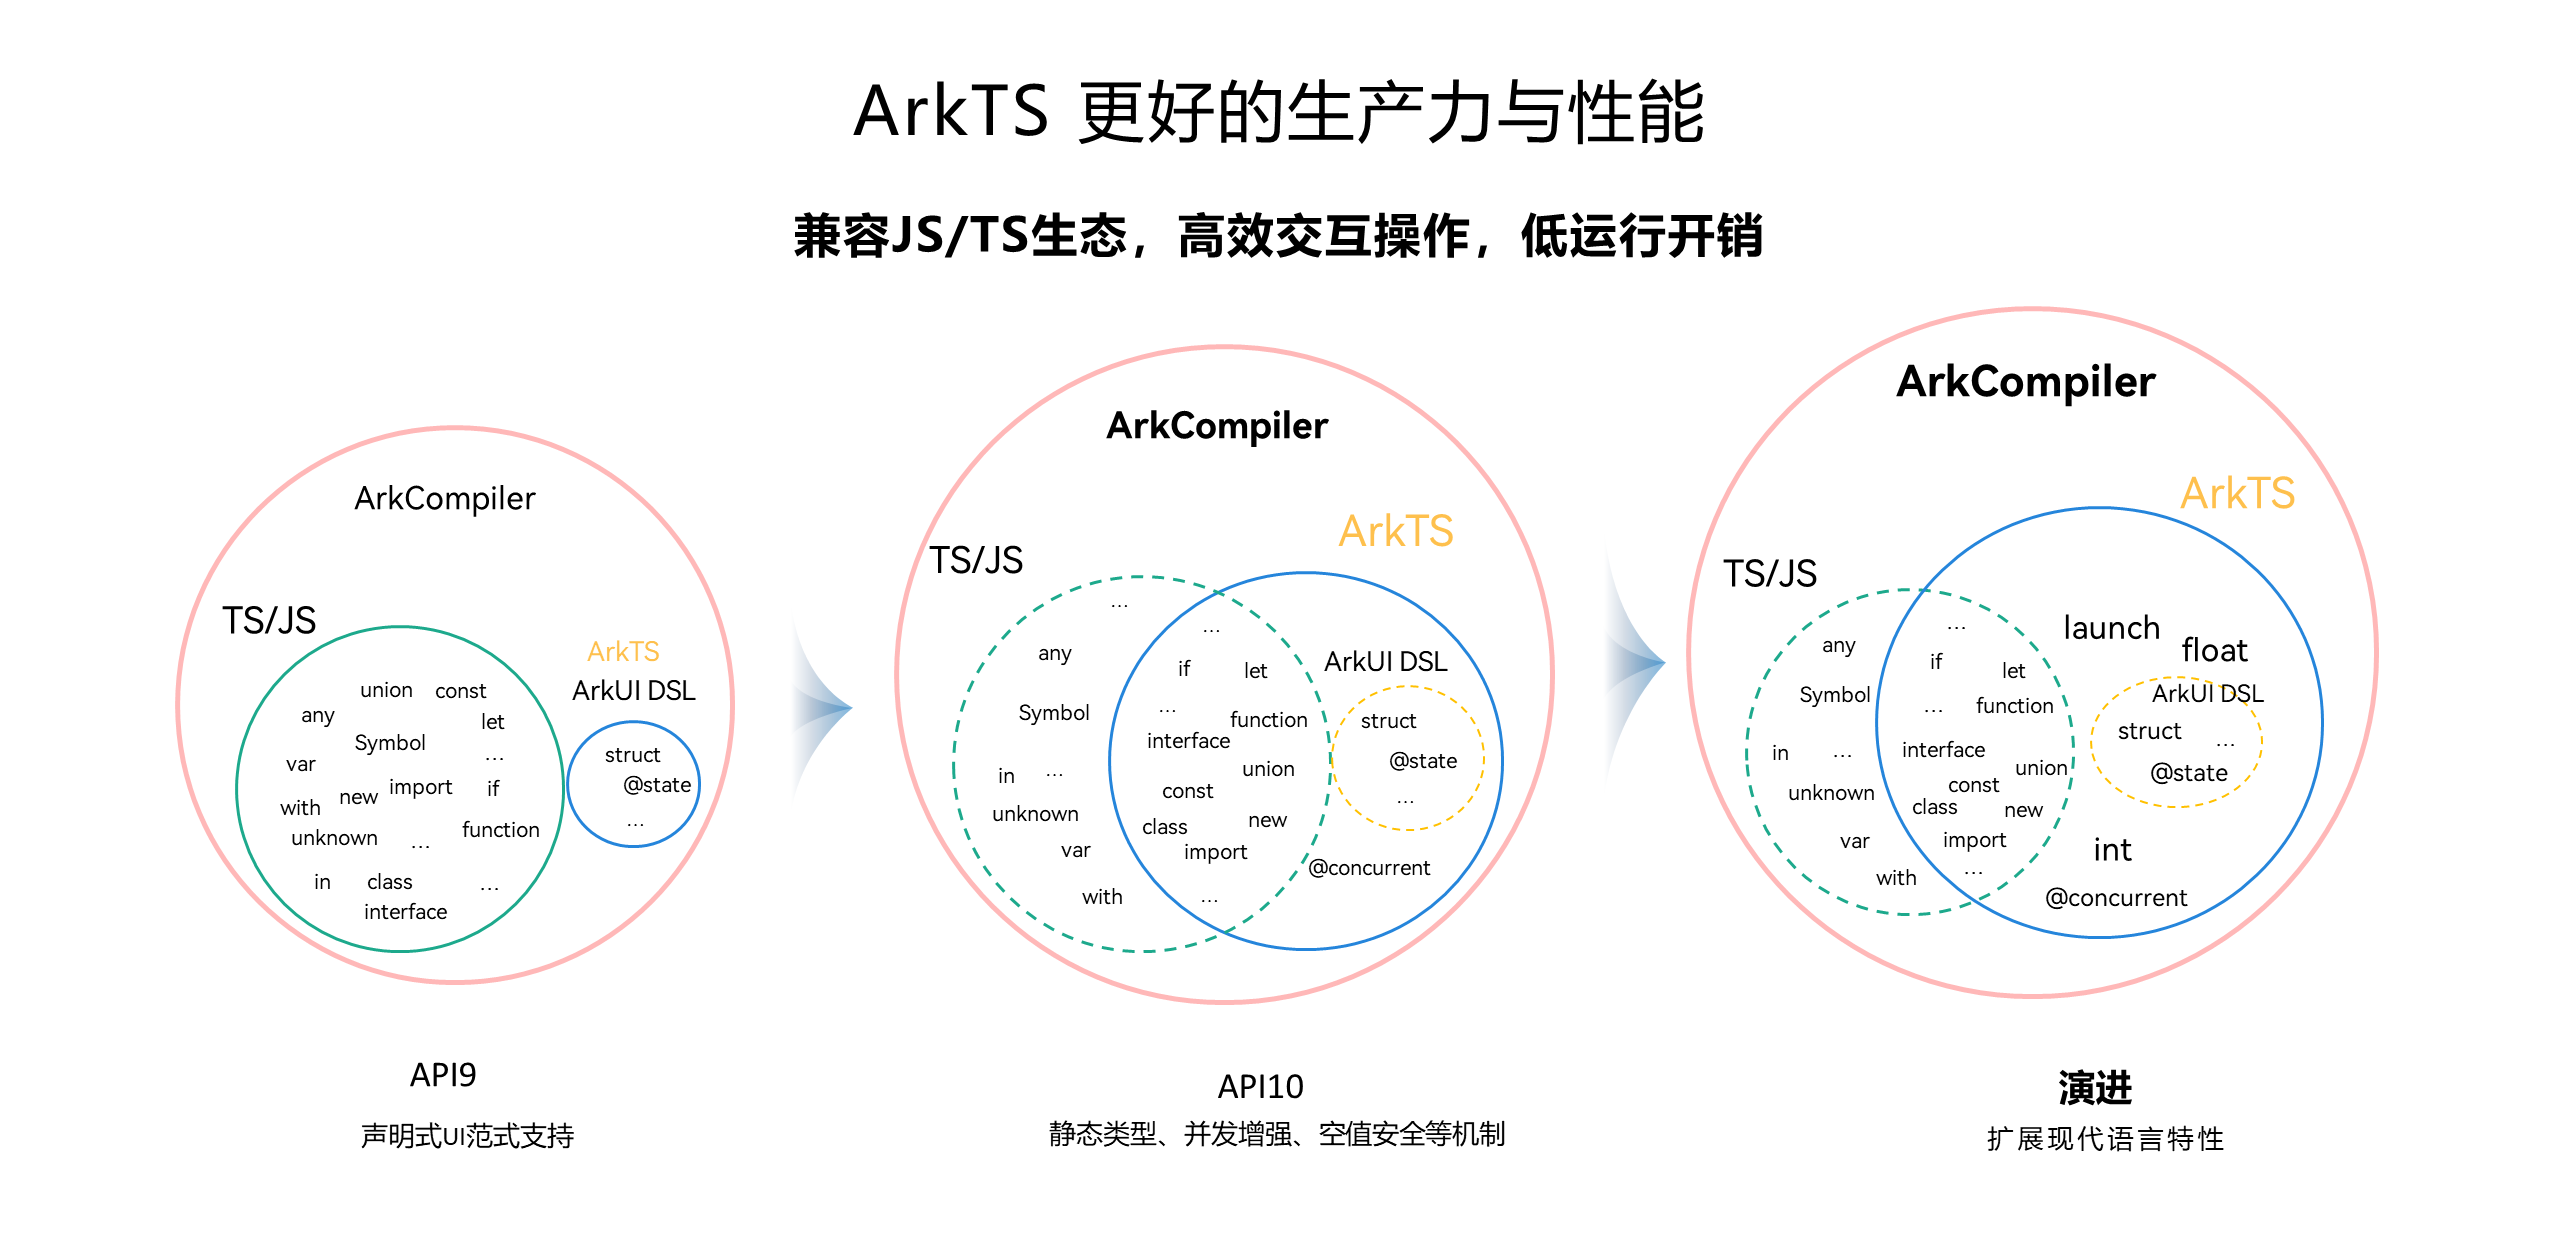 ArkTS 更好的生产力与性能
兼容JS/TS生态，高效交互操作，低运行开销
ArkCompiler
TS/JS
union const
any
let
Symbol
...
var
import if
new
with
function
unknown
...
in class ...
interface
ArkTS
ArkUI DSL
struct
@state
...
API9
声明式UI范式支持
ArkCompiler
TS/JS
ArkTS
...
any
Symbol
in ...
unknown
var
with
...
if let
...
function
interface
union
const
class
new
import
...
ArkUI DSL
struct
@state
...
@concurrent
API10
静态类型、并发增强、空值安全等机制
ArkCompiler
TS/JS
ArkTS
any
Symbol
in ...
unknown
var
with
...
if
let
... function
interface
union
const
class
new
import
...
launch
float
ArkUI DSL
struct ...
@state
int
@concurrent
演进
扩展现代语言特性